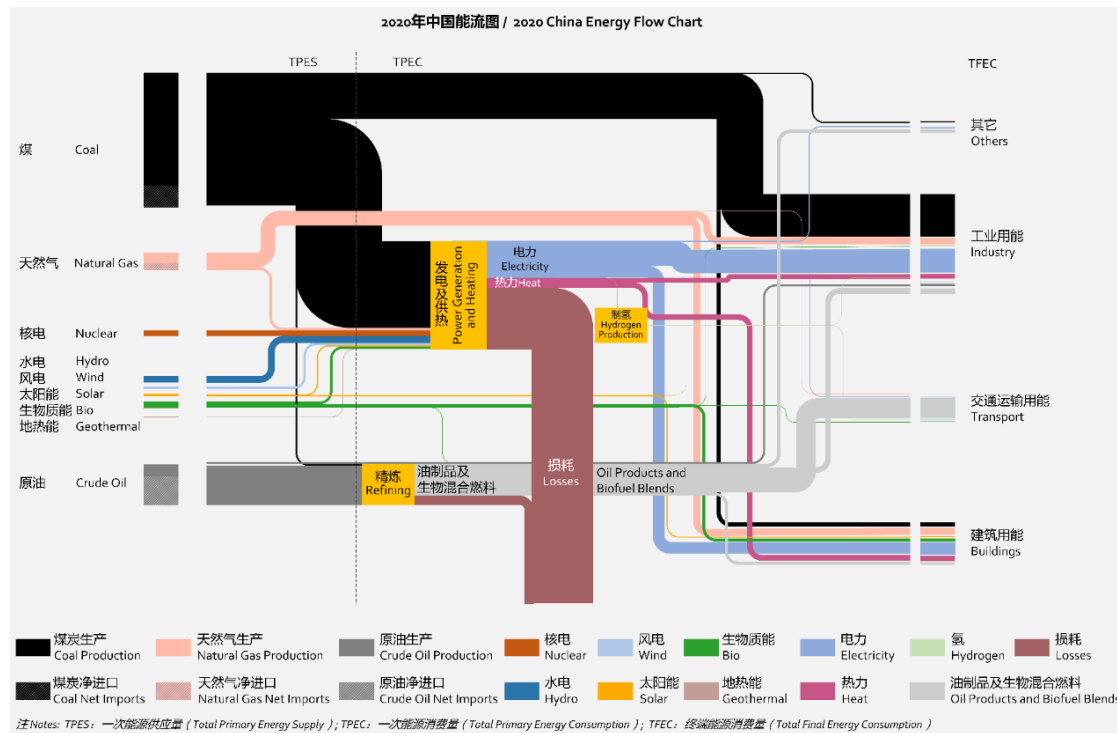 2020年中国能流图 / 2020 China Energy Flow Chart
TPES
TPEC
TFEC
煤 Coal
天然气 Natural Gas
核电 Nuclear
水电 Hydro
风电 Wind
太阳能 Solar
生物质能 Bio
地热能 Geothermal
原油 Crude Oil
发电及供热
Power Generation
and Heating
电力
Electricity
热力Heat
制氢
Hydrogen
Production
精炼
Refining
油制品及
生物混合燃料
损耗
Losses
Oil Products and
Biofuel Blends
其它
Others
工业用能
Industry
交通运输用能
Transport
建筑用能
Buildings
煤炭生产
Coal Production
天然气生产
Natural Gas Production
原油生产
Crude Oil Production
核电
Nuclear
风电
Wind
生物质能
Bio
电力
Electricity
氢
Hydrogen
损耗
Losses
煤炭净进口
Coal Net Imports
天然气净进口
Natural Gas Net Imports
原油净进口
Crude Oil Net Imports
水电
Hydro
太阳能
Solar
地热能
Geothermal
热力
Heat
油制品及生物混合燃料
Oil Products and Biofuel Blends
注 Notes: TPES：一次能源供应量（Total Primary Energy Supply）; TPEC：一次能源消费量（Total Primary Energy Consumption）; TFEC：终端能源消费量（Total Final Energy Consumption）